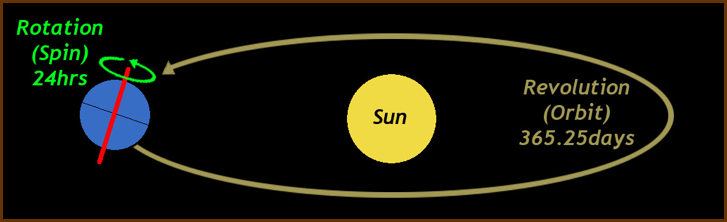 Rotation
(Spin)
24hrs
Sun
Revolution
(Orbit)
365.25days